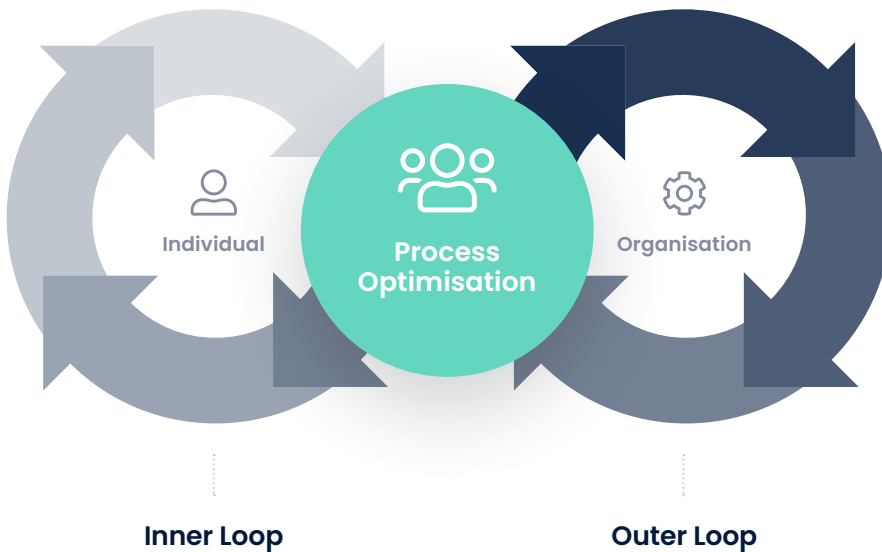 Individual
Process
Optimisation
Organisation
Inner Loop
Outer Loop